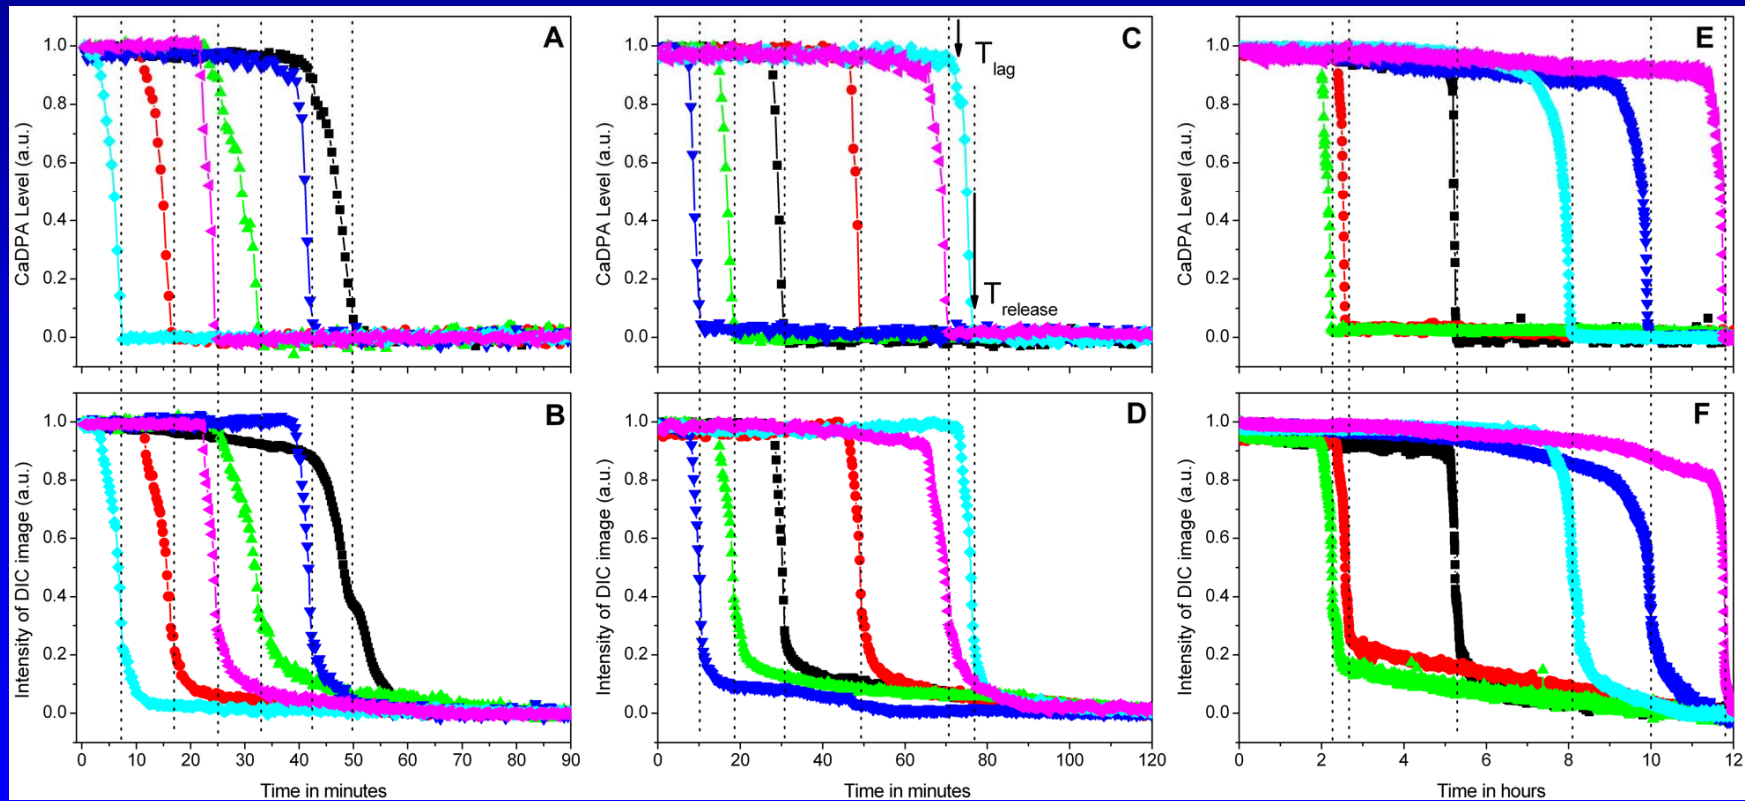 A
CaDPA Level (a.u.)
1.0
0.8
0.6
0.4
0.2
0.0
C
CaDPA Level (a.u.)
1.0
0.8
0.6
0.4
0.2
0.0
T lag
T release
E
CaDPA Level (a.u.)
1.0
0.8
0.6
0.4
0.2
0.0
B
Intensity of DIC image (a.u.)
1.0
0.8
0.6
0.4
0.2
0.0
0 10 20 30 40 50 60 70 80 90
Time in minutes
D
Intensity of DIC image (a.u.)
1.0
0.8
0.6
0.4
0.2
0.0
0 20 40 60 80 100 120
Time in minutes
F
Intensity of DIC image (a.u.)
1.0
0.8
0.6
0.4
0.2
0.0
0 2 4 6 8 10 12
Time in hours